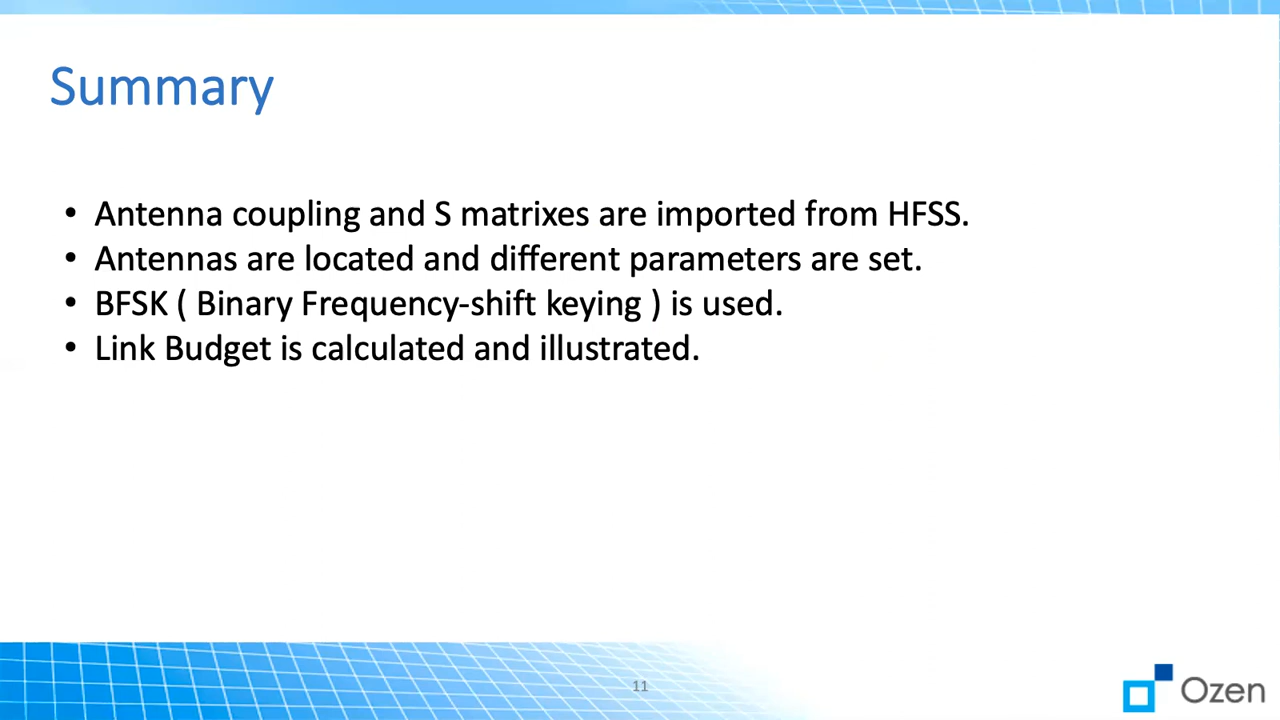 Summary
• Antenna coupling and S matrixes are imported from HFSS.
• Antennas are located and different parameters are set.
• BFSK ( Binary Frequency-shift keying ) is used.
• Link Budget is calculated and illustrated.
11
Ozen